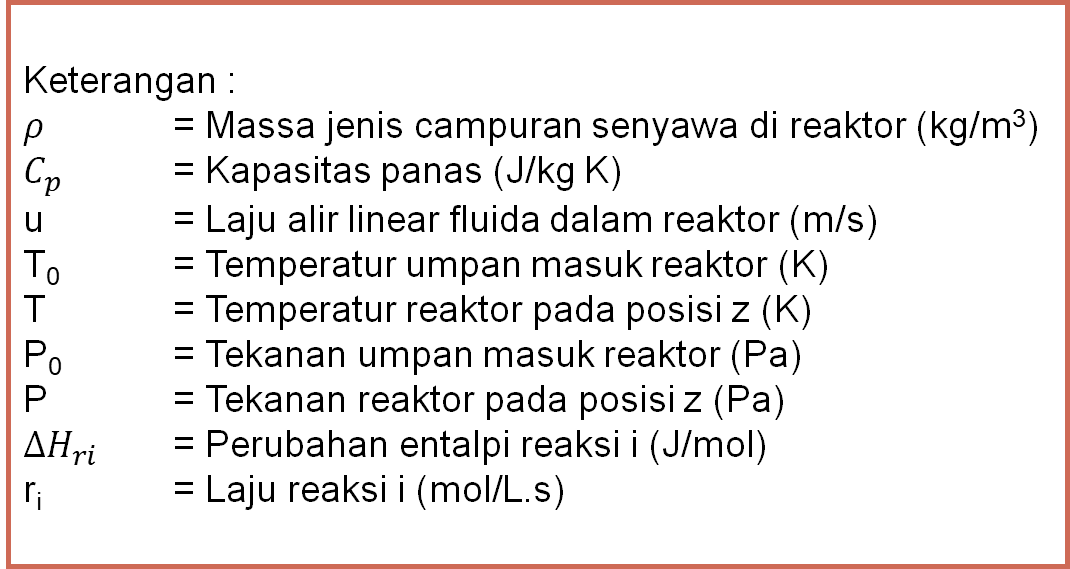 Keterangan :
𝜌 = Massa jenis campuran senyawa di reaktor (kg/m³)
𝐶ₚ = Kapasitas panas (J/kg K)
u = Laju alir linear fluida dalam reaktor (m/s)
T₀ = Temperatur umpan masuk reaktor (K)
T = Temperatur reaktor pada posisi z (K)
P₀ = Tekanan umpan masuk reaktor (Pa)
P = Tekanan reaktor pada posisi z (Pa)
Δ𝐻ᵣᵢ = Perubahan entalpi reaksi i (J/mol)
rᵢ = Laju reaksi i (mol/L.s)